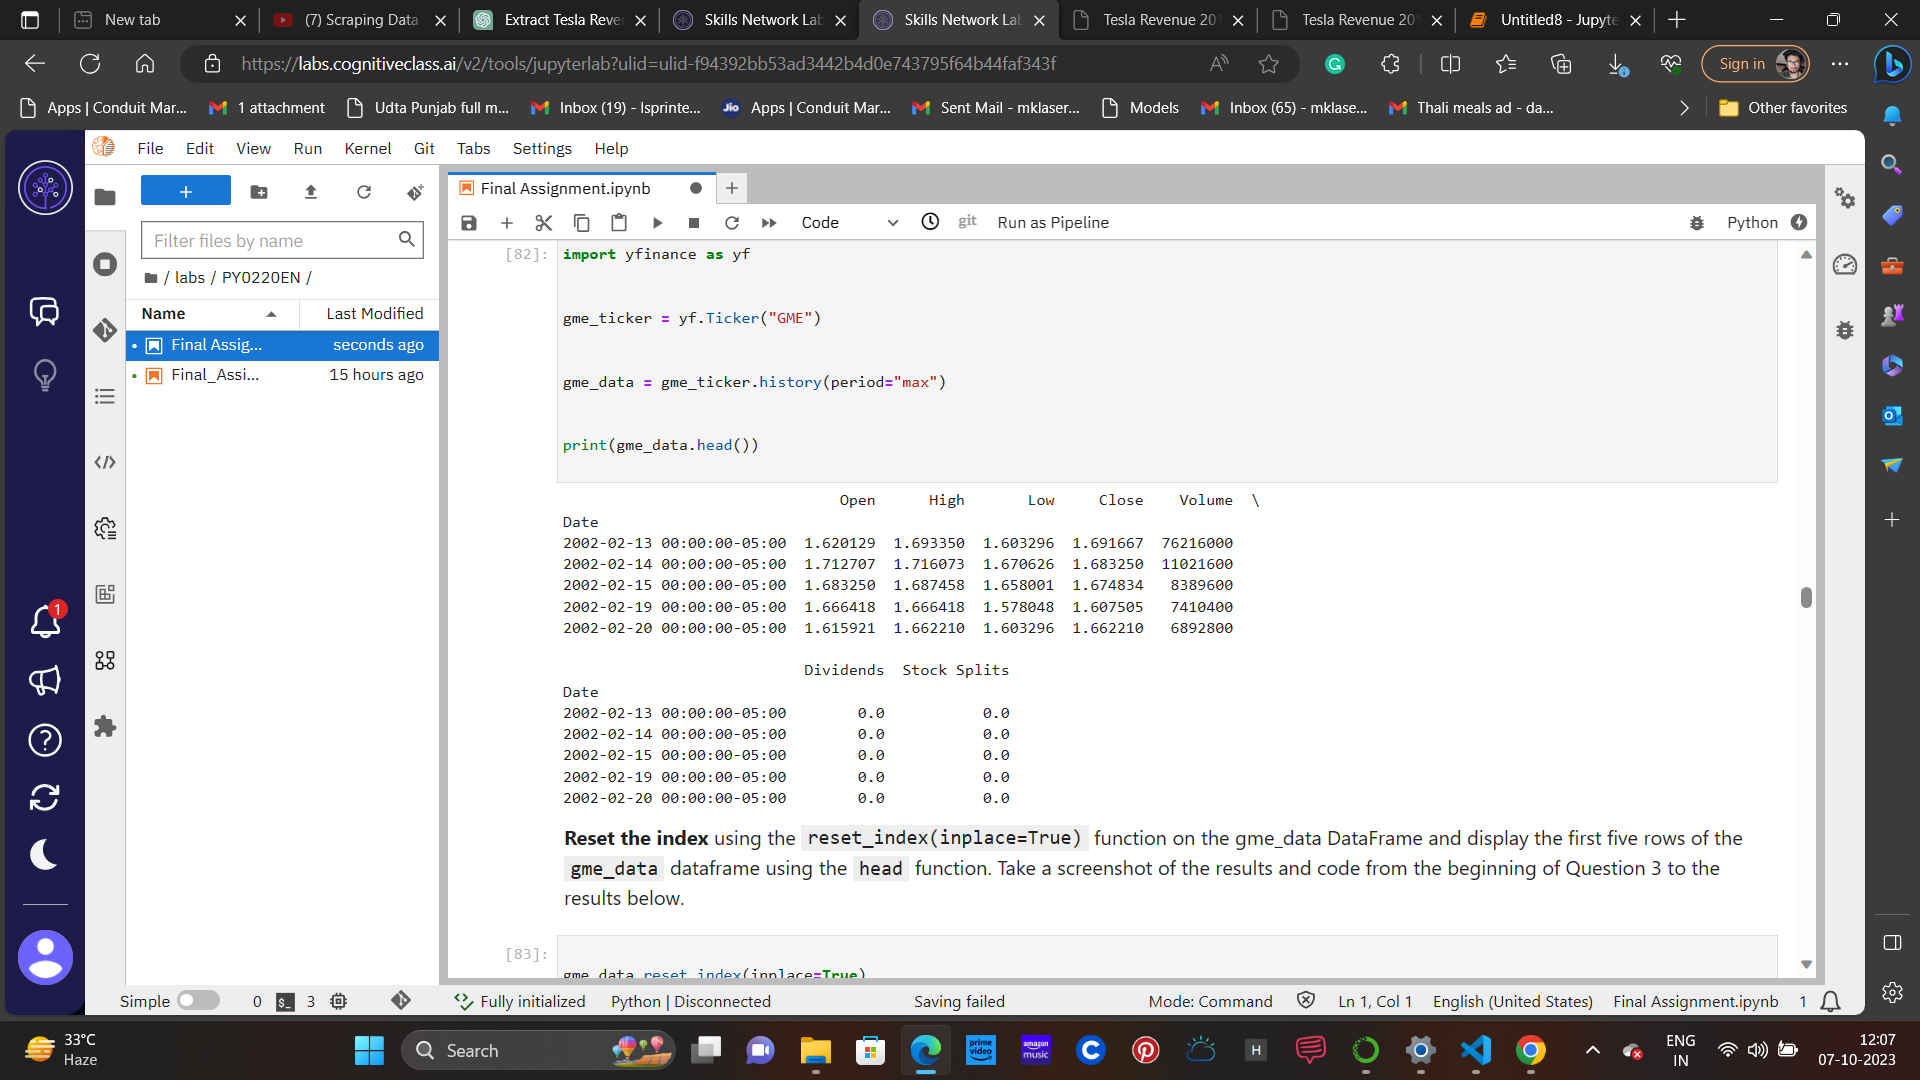 New tab
(7) Scraping Data
Extract Tesla Reve
Skills Network Lab
Skills Network Lab
Tesla Revenue 201
Tesla Revenue 201
Untitled8 - Jupyte
https://labs.cognitiveclass.ai/v2/tools/jupyterlab?ulid=ulid-f94392bb53ad3442b4d0e743795f64b44faf343f
Sign in
Apps | Conduit Mar...
1 attachment
Udta Punjab full m...
Inbox (19) - lsprinte...
Jio
Apps | Conduit Mar...
Sent Mail - mklaser...
Models
Inbox (65) - mklase...
Thali meals ad - da...
Other favorites
File Edit View Run Kernel Git Tabs Settings Help
Final Assignment.ipynb
Code
git
Run as Pipeline
Python
Filter files by name
/ labs / PY0220EN /
Name
Last Modified
Final Assig...
seconds ago
Final_Assi...
15 hours ago
1
[82]:
import yfinance as yf
gme_ticker = yf.Ticker("GME")
gme_data = gme_ticker.history(period="max")
print(gme_data.head())
Open High Low Close Volume \
Date
2002-02-13 00:00:00-05:00 1.620129 1.693350 1.603296 1.691667 76216000
2002-02-14 00:00:00-05:00 1.712707 1.716073 1.670626 1.683250 11021600
2002-02-15 00:00:00-05:00 1.683250 1.687458 1.658001 1.674834 8389600
2002-02-19 00:00:00-05:00 1.666418 1.666418 1.578048 1.607505 7410400
2002-02-20 00:00:00-05:00 1.615921 1.662210 1.603296 1.662210 6892800
Dividends Stock Splits
Date
2002-02-13 00:00:00-05:00 0.0 0.0
2002-02-14 00:00:00-05:00 0.0 0.0
2002-02-15 00:00:00-05:00 0.0 0.0
2002-02-19 00:00:00-05:00 0.0 0.0
2002-02-20 00:00:00-05:00 0.0 0.0
Reset the index using the reset_index(inplace=True) function on the gme_data DataFrame and display the first five rows of the
gme_data dataframe using the head function. Take a screenshot of the results and code from the beginning of Question 3 to the
results below.
[83]:
gme_data.reset_index(inplace=True)
Simple
0
$_
3
Fully initialized
Python | Disconnected
Saving failed
Mode: Command
Ln 1, Col 1
English (United States)
Final Assignment.ipynb
1
33°C
Haze
Search
prime video
amazon music
H
ENG
IN
12:07
07-10-2023